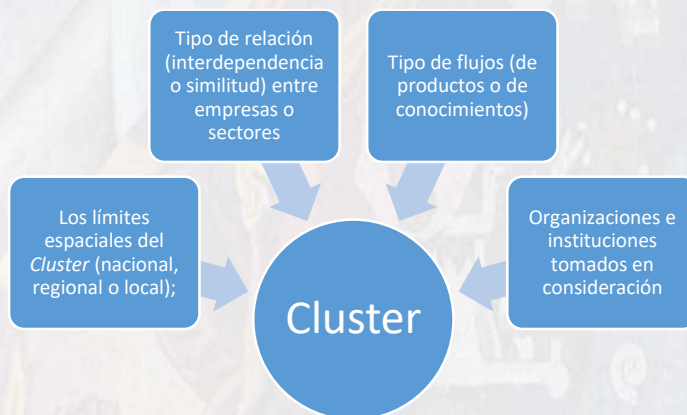 Tipo de relación
(interdependencia
o similitud) entre
empresas o
sectores
Tipo de flujos (de
productos o de
conocimientos)
Los límites
espaciales del
Cluster (nacional,
regional o local);
Organizaciones e
instituciones
tomados en
consideración
Cluster